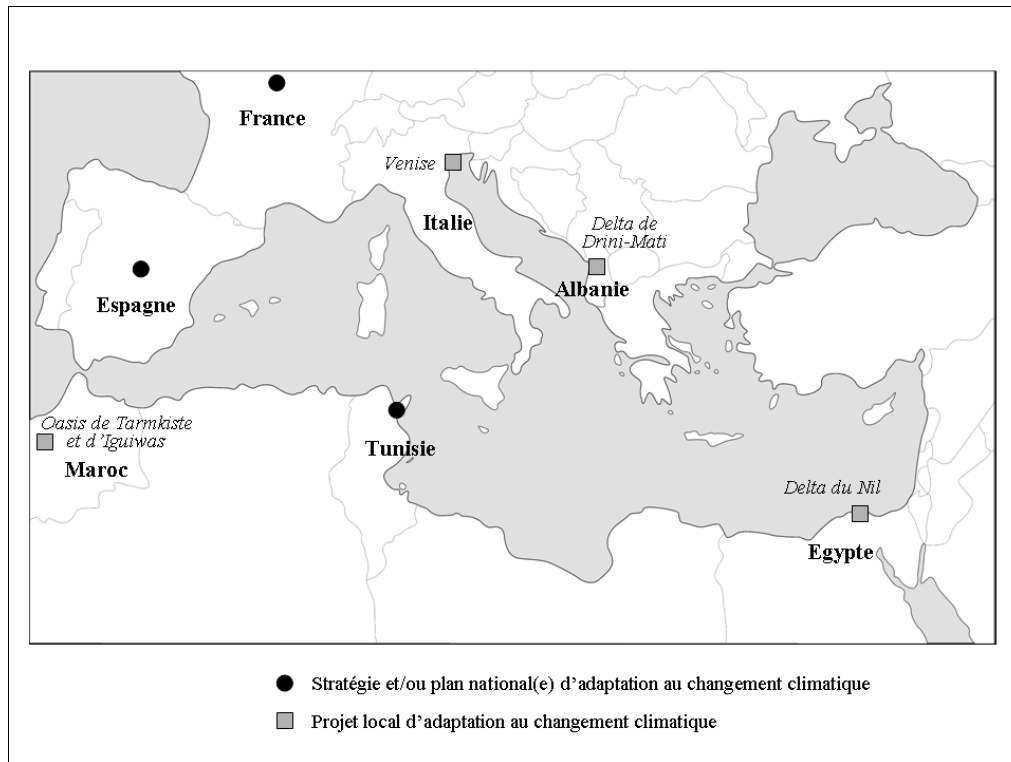 France
Venise
Italie
Delta de
Drini-Mati
Albanie
Espagne
Oasis de Tarmkiste
et d'Iguiwas
Maroc
Tunisie
Delta du Nil
Egypte
Stratégie et/ou plan national(e) d'adaptation au changement climatique
Projet local d'adaptation au changement climatique